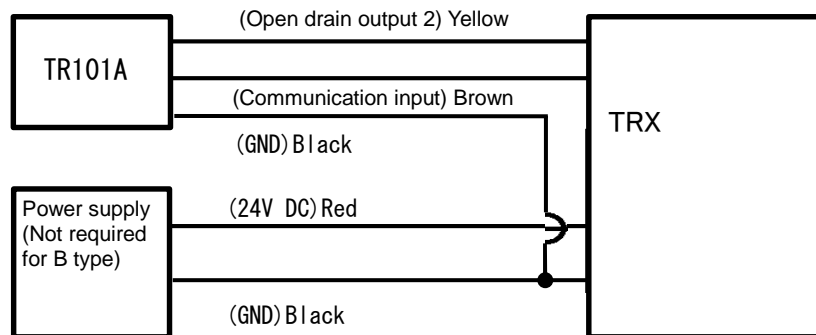 (Open drain output 2) Yellow
TR101A
(Communication input) Brown
TRX
(GND)Black
Power supply
(Not required
for B type)
(24V DC)Red
(GND)Black